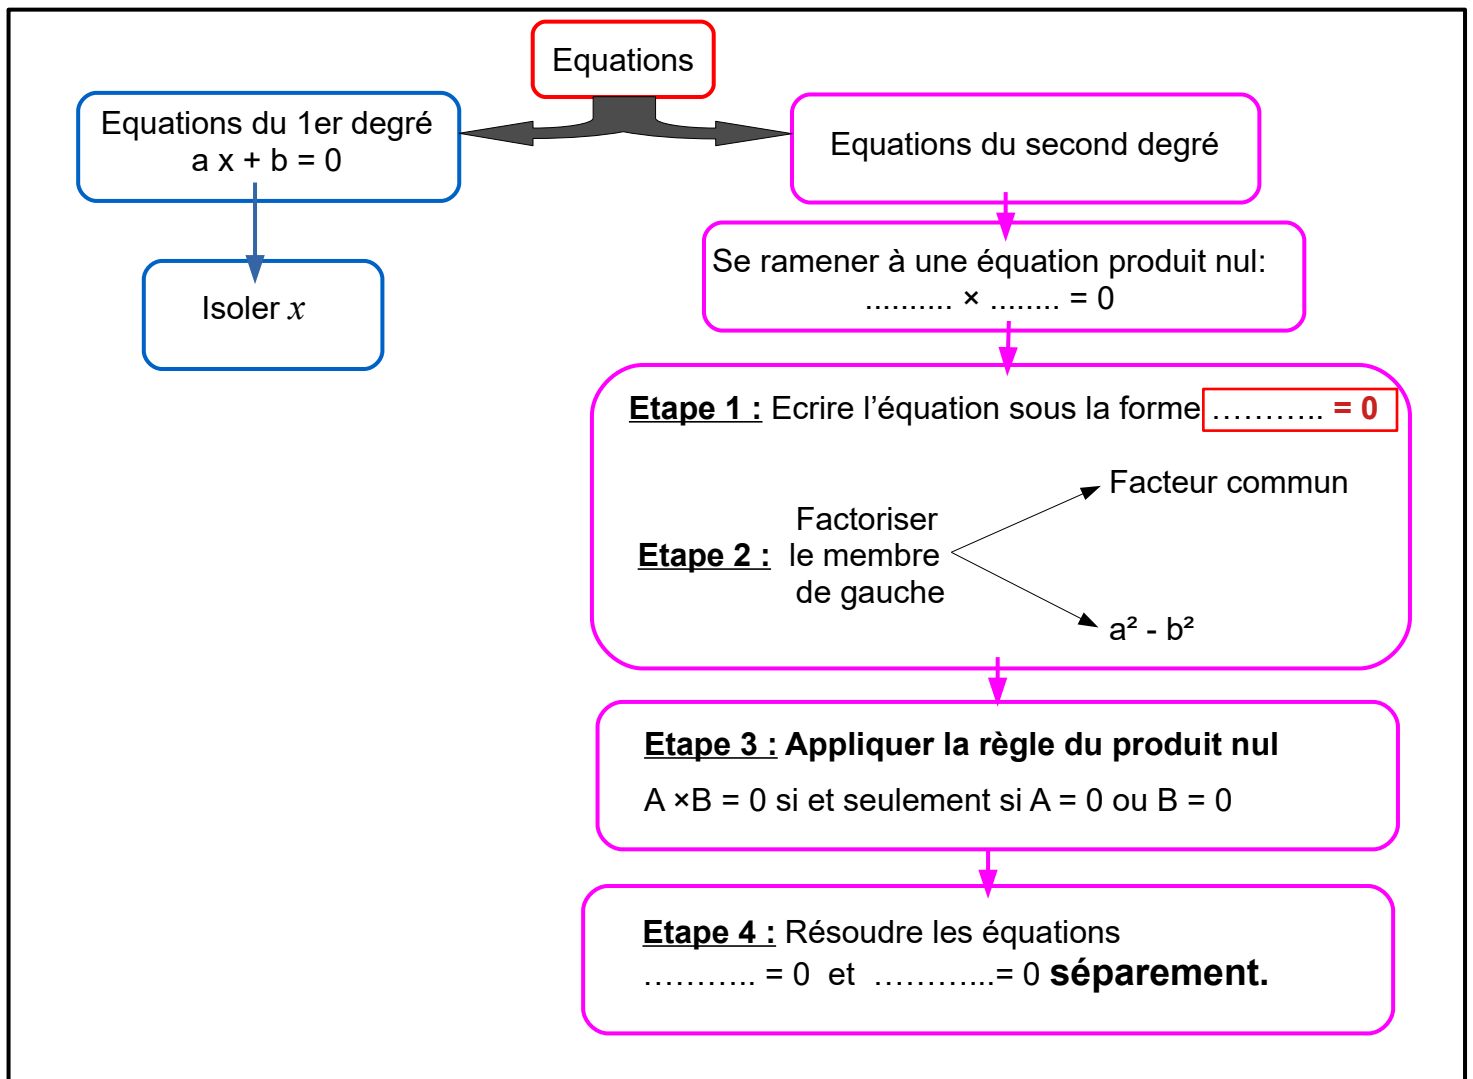 Equations
Equations du 1er degré
a x + b = 0
Equations du second degré
Isoler x
Se ramener à une équation produit nul:
.......... × ........ = 0
Etape 1 : Ecrire l’équation sous la forme ……….. = 0
Facteur commun
Etape 2 : Factoriser
le membre
de gauche
a² - b²
Etape 3 : Appliquer la règle du produit nul
A ×B = 0 si et seulement si A = 0 ou B = 0
Etape 4 : Résoudre les équations
……….. = 0 et ………...= 0 séparement.